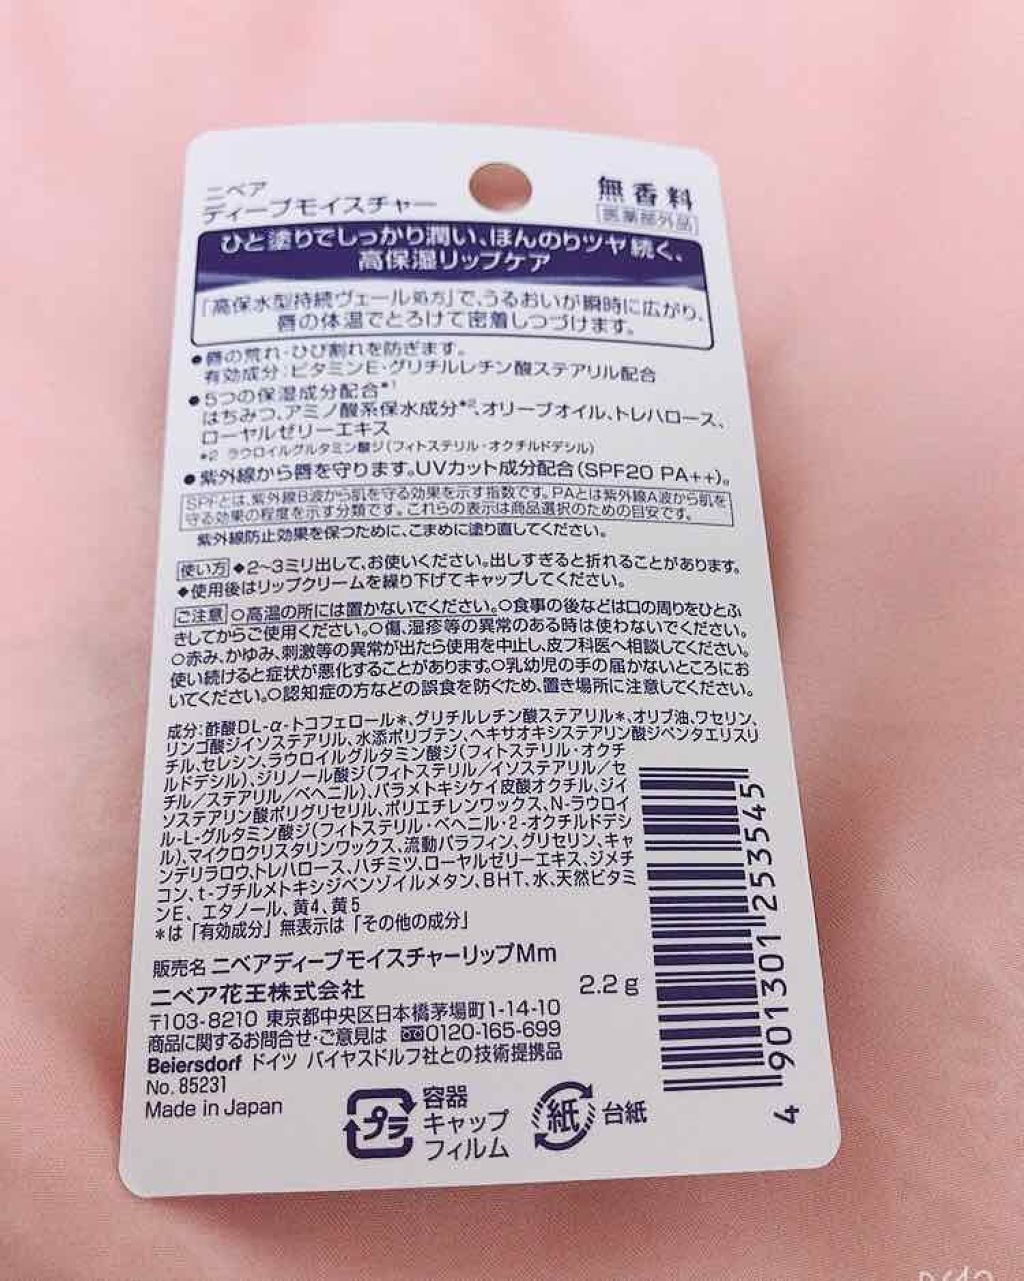 ニベア
ディープモイスチャー
無香料
医薬部外品
ひと塗りでしっかり潤い、ほんのりツヤ続く、
高保湿リップケア
「高保水型持続ヴェール処方」で、うるおいが瞬時に広がり、
唇の体温でとろけて密着しつづけます。
●唇の荒れ・ひび割れを防ぎます。
有効成分:ビタミンE・グリチルレチン酸ステアリル配合
●5つの保湿成分配合*1
はちみつ、アミノ酸系保水成分*2、オリーブオイル、トレハロース、
ローヤルゼリーエキス
*2 ラウロイルグルタミン酸ジ(フィトステリル・オクチルドデシル)
●紫外線から唇を守ります。UVカット成分配合(SPF20 PA++)。
SPFとは、紫外線B波から肌を守る効果を示す指数です。PAとは紫外線A波から肌を
守る効果の程度を示す分類です。これらの表示は商品選択のための目安です。
紫外線防止効果を保つために、こまめに塗り直してください。
使い方 ◆2~3ミリ出して、お使いください。出しすぎると折れることがあります。
◆使用後はリップクリームを繰り下げてキャップしてください。
ご注意 ○高温の所には置かないでください。○食事の後などは口の周りをひとふ
きしてからご使用ください。○傷、湿疹等の異常のある時は使わないでください。
○赤み、かゆみ、刺激等の異常が出たら使用を中止し、皮フ科医へ相談してください。
使い続けると症状が悪化することがあります。○乳幼児の手の届かないところにお
いてください。○認知症の方などの誤食を防ぐため、置き場所に注意してください。
成分:酢酸DL-α-トコフェロール*、グリチルレチン酸ステアリル*、オリブ油、ワセリン、
リンゴ酸ジイソステアリル、水添ポリブテン、ヘキサオキシステアリン酸ジペンタエリスリ
チル、セレシン、ラウロイルグルタミン酸ジ(フィトステリル・オクチ
ルドデシル)、ジリノール酸ジ(フィトステリル/イソステアリル/セ
チル/ステアリル/ベヘニル)、パラメトキシケイ皮酸オクチル、ジイ
ソステアリン酸ポリグリセリル、ポリエチレンワックス、N-ラウロイ
ル-L-グルタミン酸ジ(フィトステリル・ベヘニル・2-オクチルドデシ
ル)、マイクロクリスタリンワックス、流動パラフィン、グリセリン、キャ
ンデリラロウ、トレハロース、ハチミツ、ローヤルゼリーエキス、ジメチ
コン、t-ブチルメトキシジベンゾイルメタン、BHT、水、天然ビタミ
ンE、エタノール、黄4、黄5
*は「有効成分」無表示は「その他の成分」
販売名 ニベアディープモイスチャーリップMm
ニベア花王株式会社
2.2g
〒103-8210 東京都中央区日本橋茅場町1-14-10
商品に関するお問合せ・ご意見は 0120-165-699
Beiersdorf ドイツ バイヤスドルフ社との技術提携品
No. 85231
Made in Japan
プラ
容器
キャップ
フィルム
紙
台紙
4 901301 253545